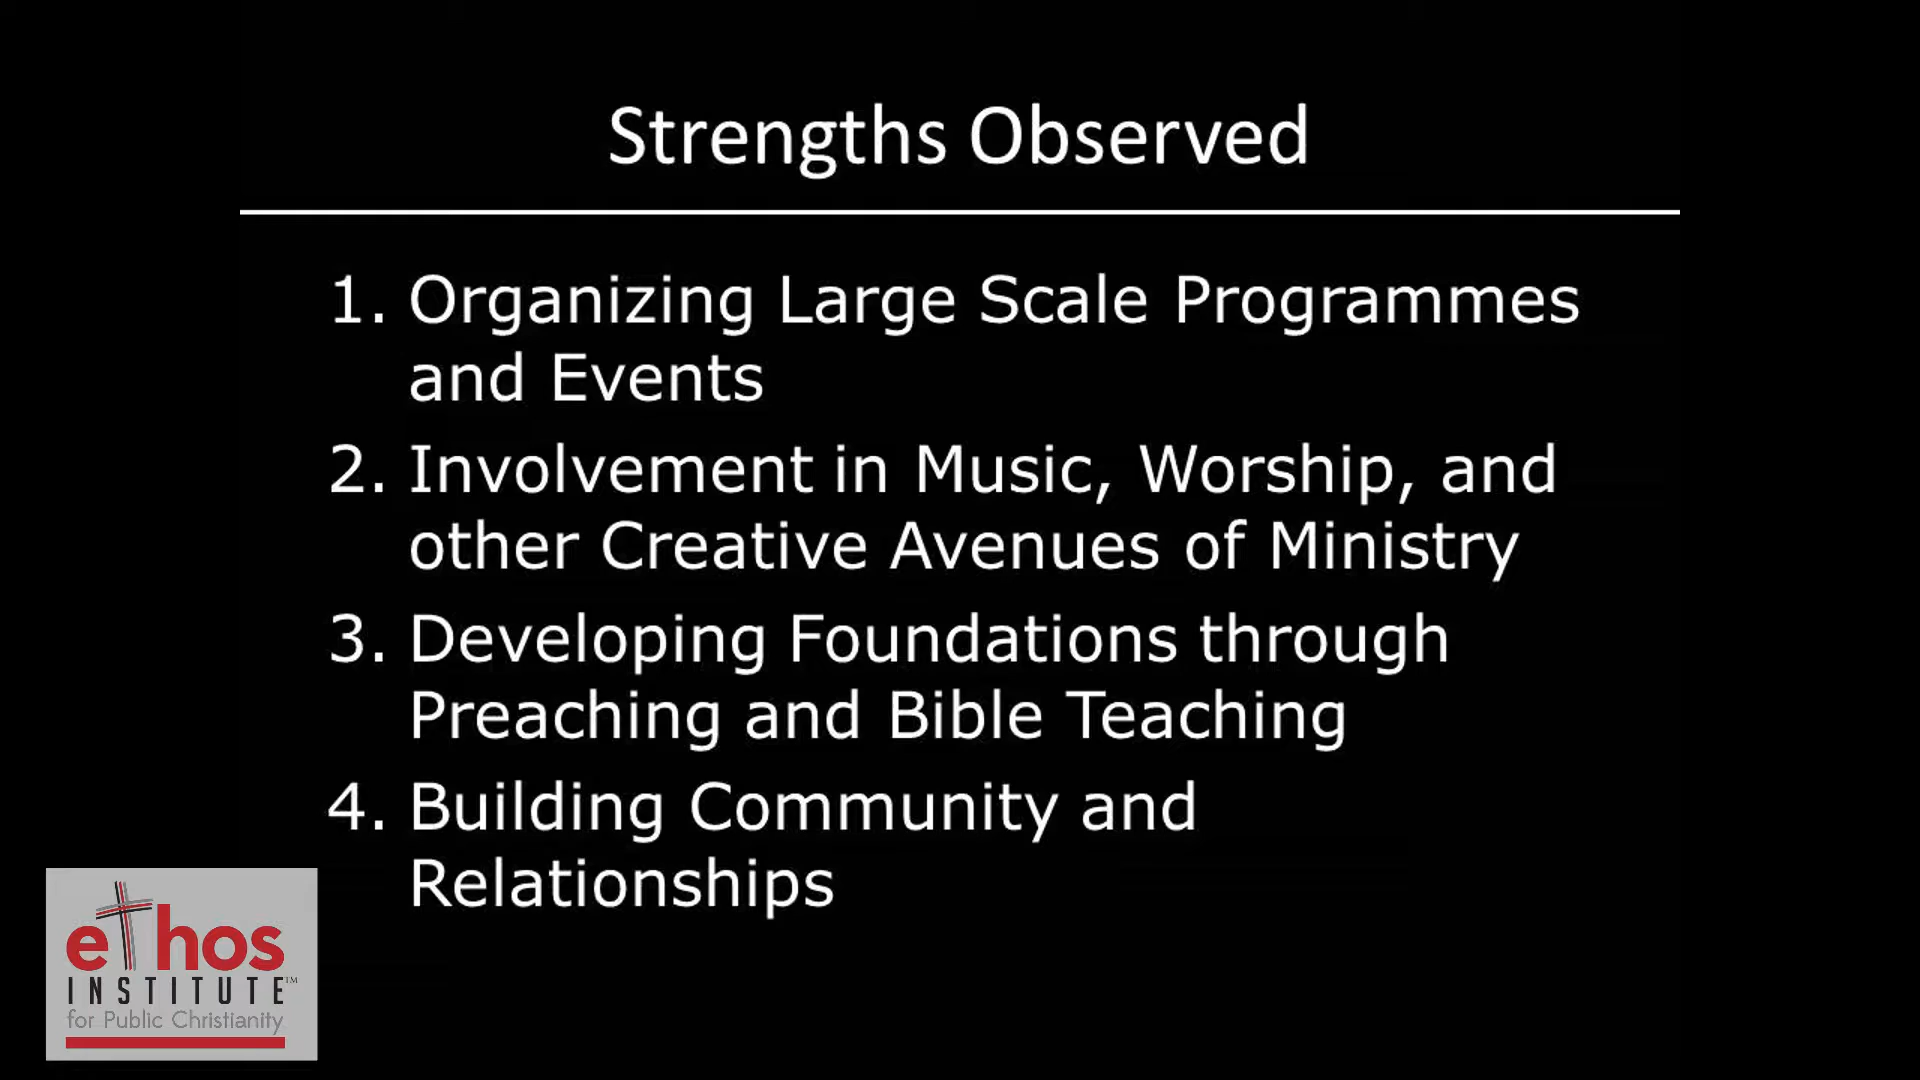 Strengths Observed
1. Organizing Large Scale Programmes
and Events
2. Involvement in Music, Worship, and
other Creative Avenues of Ministry
3. Developing Foundations through
Preaching and Bible Teaching
4. Building Community and
Relationships
ethos
INSTITUTE™
for Public Christianity